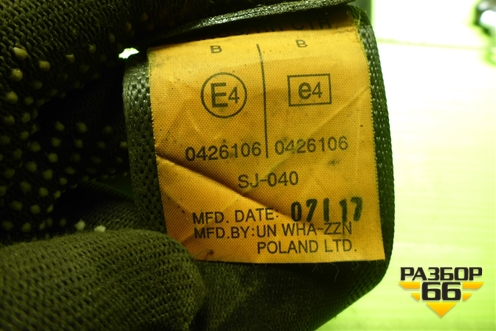 B B
E4 e4
0426106 0426106
SJ-040
MFD. DATE: 07 17
MFD.BY:UN WHA-ZZN
POLAND LTD.
РАЗБОР
66